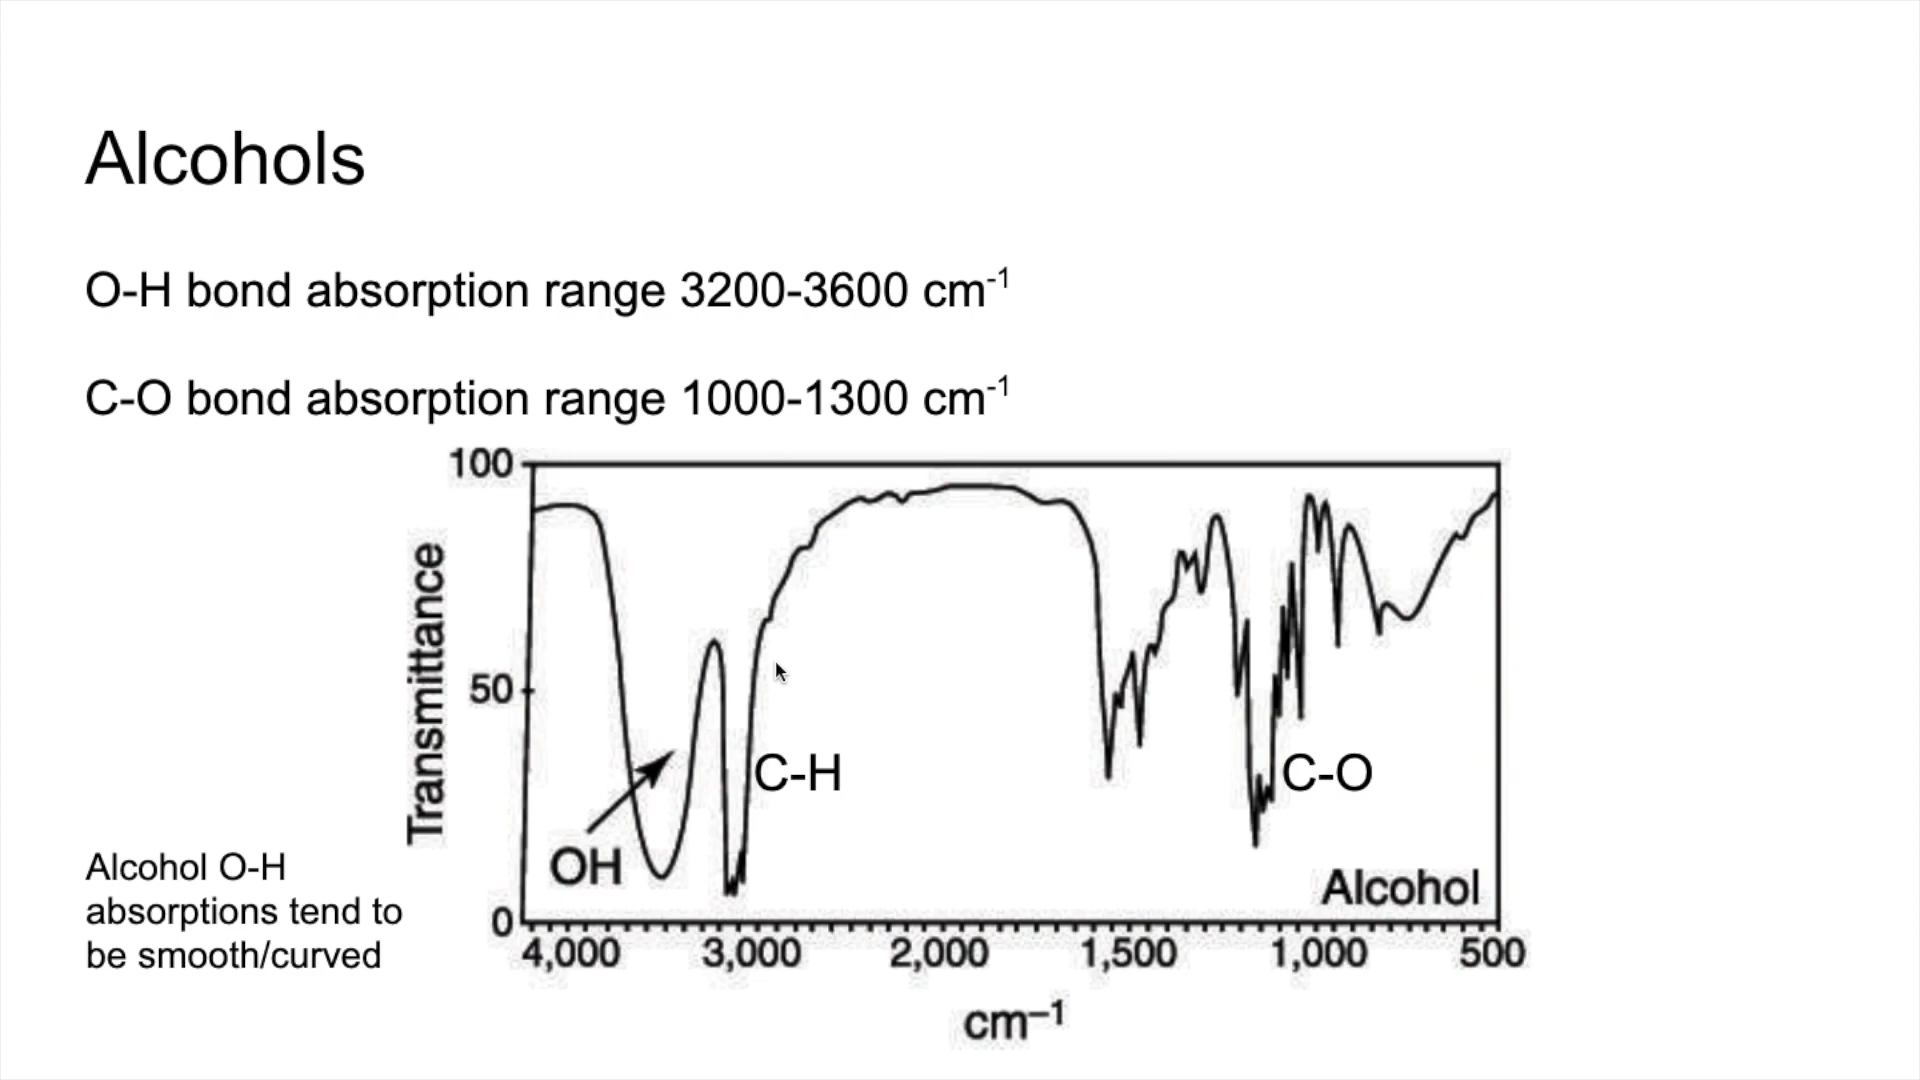 Alcohols
O-H bond absorption range 3200-3600 cm⁻¹
C-O bond absorption range 1000-1300 cm⁻¹
100
Transmittance
50
C-H
C-O
OH
Alcohol
Alcohol O-H
absorptions tend to
be smooth/curved
0
4,000 3,000 2,000 1,500 1,000 500
cm⁻¹